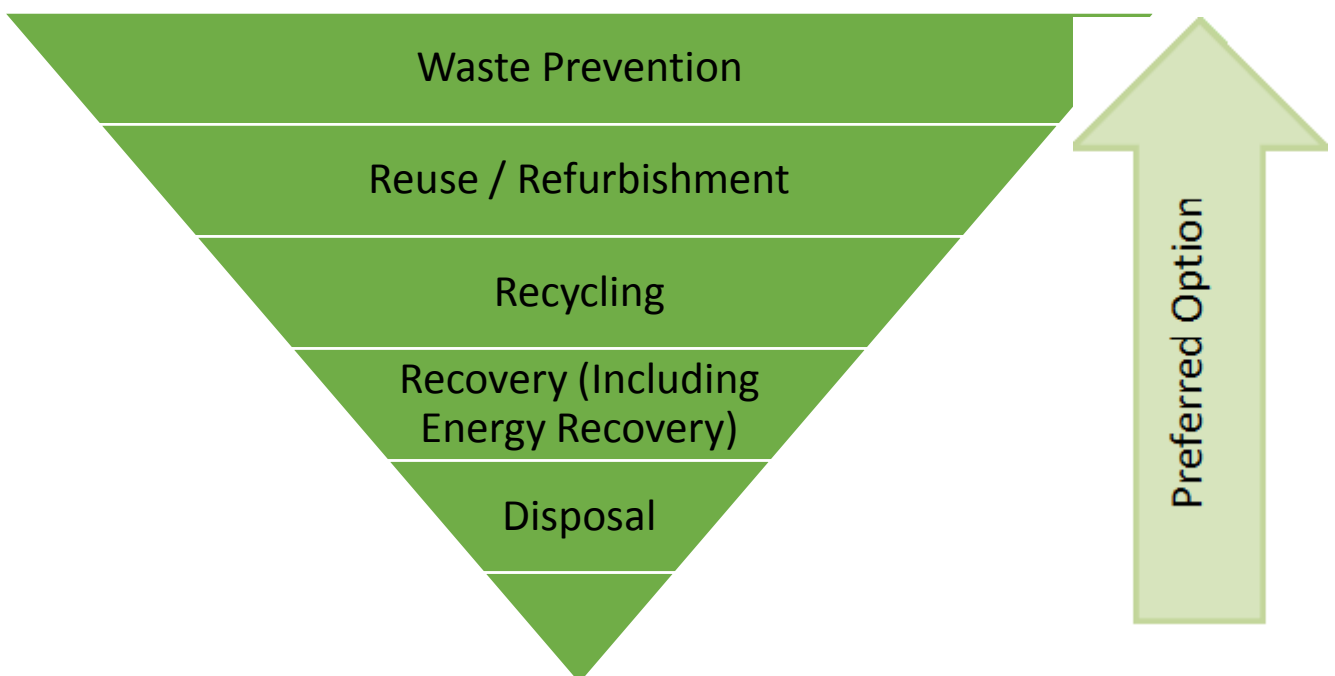 Waste Prevention
Reuse / Refurbishment
Recycling
Recovery (Including
Energy Recovery)
Disposal
Preferred Option